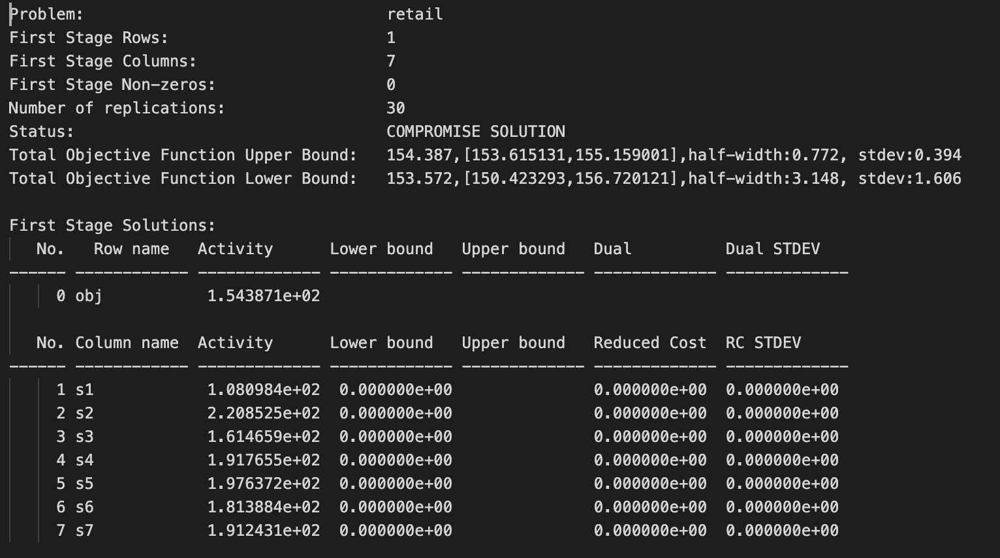 Problem: retail
First Stage Rows: 1
First Stage Columns: 7
First Stage Non-zeros: 0
Number of replications: 30
Status: COMPROMISE SOLUTION
Total Objective Function Upper Bound: 154.387,[153.615131,155.159001],half-width:0.772, stdev:0.394
Total Objective Function Lower Bound: 153.572,[150.423293,156.720121],half-width:3.148, stdev:1.606
First Stage Solutions:
No. Row name Activity Lower bound Upper bound Dual Dual STDEV
------ ------------ ------------- ------------- ------------- ------------- -------------
0 obj 1.543871e+02
No. Column name Activity Lower bound Upper bound Reduced Cost RC STDEV
------ ------------ ------------- ------------- ------------- ------------- -------------
1 s1 1.080984e+02 0.000000e+00 0.000000e+00 0.000000e+00
2 s2 2.208525e+02 0.000000e+00 0.000000e+00 0.000000e+00
3 s3 1.614659e+02 0.000000e+00 0.000000e+00 0.000000e+00
4 s4 1.917655e+02 0.000000e+00 0.000000e+00 0.000000e+00
5 s5 1.976372e+02 0.000000e+00 0.000000e+00 0.000000e+00
6 s6 1.813884e+02 0.000000e+00 0.000000e+00 0.000000e+00
7 s7 1.912431e+02 0.000000e+00 0.000000e+00 0.000000e+00